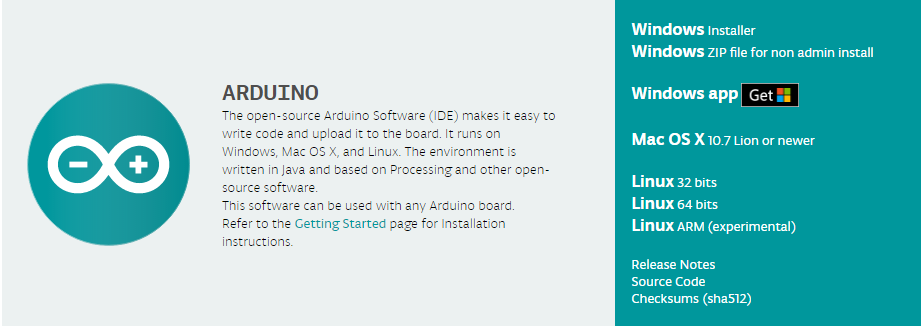 ARDUINO
The open-source Arduino Software (IDE) makes it easy to
write code and upload it to the board. It runs on
Windows, Mac OS X, and Linux. The environment is
written in Java and based on Processing and other open-
source software.
This software can be used with any Arduino board.
Refer to the Getting Started page for Installation
instructions.
Windows Installer
Windows ZIP file for non admin install
Windows app Get
Mac OS X 10.7 Lion or newer
Linux 32 bits
Linux 64 bits
Linux ARM (experimental)
Release Notes
Source Code
Checksums (sha512)